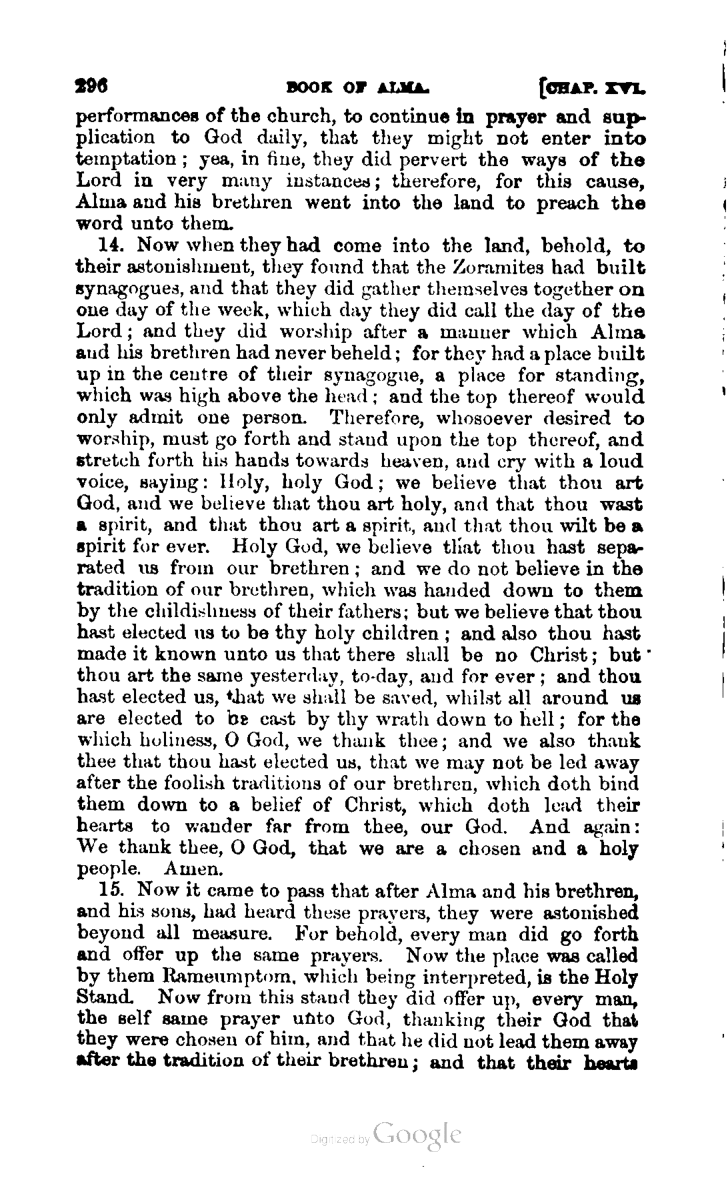 296 BOOK OF ALMA. [CHAP. XVI.
performances of the church, to continue in prayer and sup-
plication to God daily, that they might not enter into
temptation; yea, in fine, they did pervert the ways of the
Lord in very many instances; therefore, for this cause,
Alma and his brethren went into the land to preach the
word unto them.
14. Now when they had come into the land, behold, to
their astonishment, they found that the Zoramites had built
synagogues, and that they did gather themselves together on
one day of the week, which day they did call the day of the
Lord; and they did worship after a manner which Alma
and his brethren had never beheld; for they had a place built
up in the centre of their synagogue, a place for standing,
which was high above the head; and the top thereof would
only admit one person. Therefore, whosoever desired to
worship, must go forth and stand upon the top thereof, and
stretch forth his hands towards heaven, and cry with a loud
voice, saying: Holy, holy God; we believe that thou art
God, and we believe that thou art holy, and that thou wast
a spirit, and that thou art a spirit, and that thou wilt be a
spirit for ever. Holy God, we believe that thou hast sepa-
rated us from our brethren; and we do not believe in the
tradition of our brethren, which was handed down to them
by the childishness of their fathers; but we believe that thou
hast elected us to be thy holy children; and also thou hast
made it known unto us that there shall be no Christ; but
thou art the same yesterday, to-day, and for ever; and thou
hast elected us, that we shall be saved, whilst all around us
are elected to be cast by thy wrath down to hell; for the
which holiness, O God, we thank thee; and we also thank
thee that thou hast elected us, that we may not be led away
after the foolish traditions of our brethren, which doth bind
them down to a belief of Christ, which doth lead their
hearts to wander far from thee, our God. And again:
We thank thee, O God, that we are a chosen and a holy
people. Amen.
15. Now it came to pass that after Alma and his brethren,
and his sons, had heard these prayers, they were astonished
beyond all measure. For behold, every man did go forth
and offer up the same prayers. Now the place was called
by them Rameumptom, which being interpreted, is the Holy
Stand. Now from this stand they did offer up, every man,
the self same prayer unto God, thanking their God that
they were chosen of him, and that he did not lead them away
after the tradition of their brethren; and that their hearts
Digitized by Google